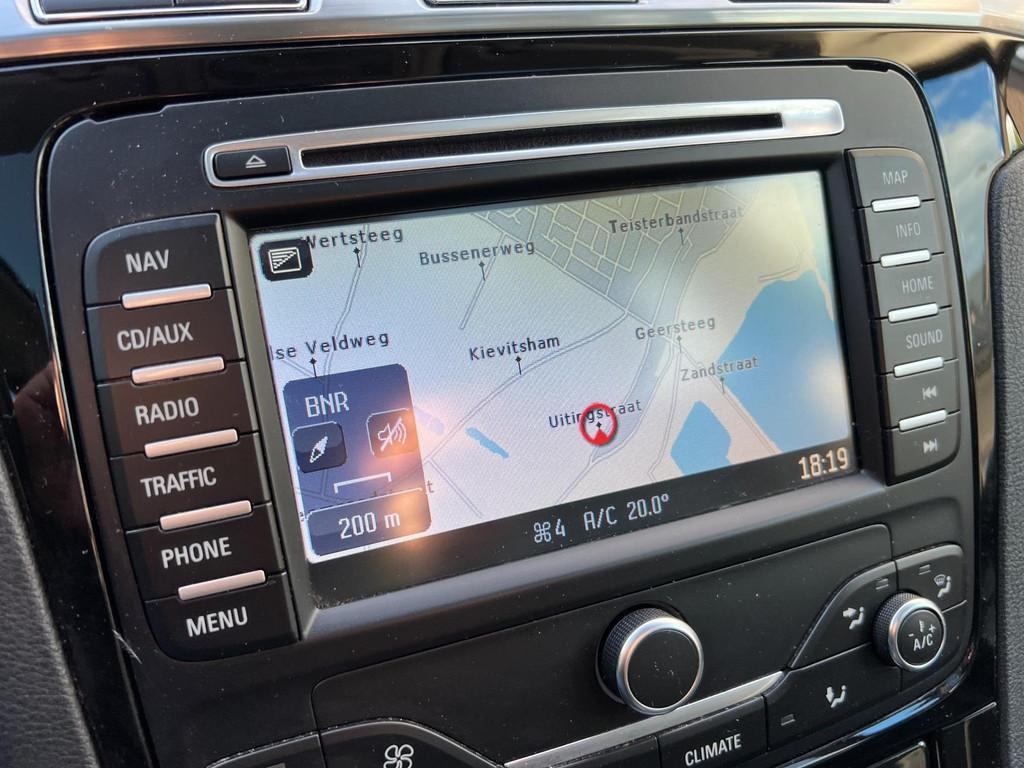 NAV
CD/AUX
RADIO
TRAFFIC
PHONE
MENU
Wertsteeg
Bussenerweg
Teisterbandstraat
lse Veldweg
Kievitsham
Geersteeg
Zandstraat
Uitingstraat
BNR
200 m
4 A/C 20.0°
18:19
MAP
INFO
HOME
SOUND
A/C
CLIMATE